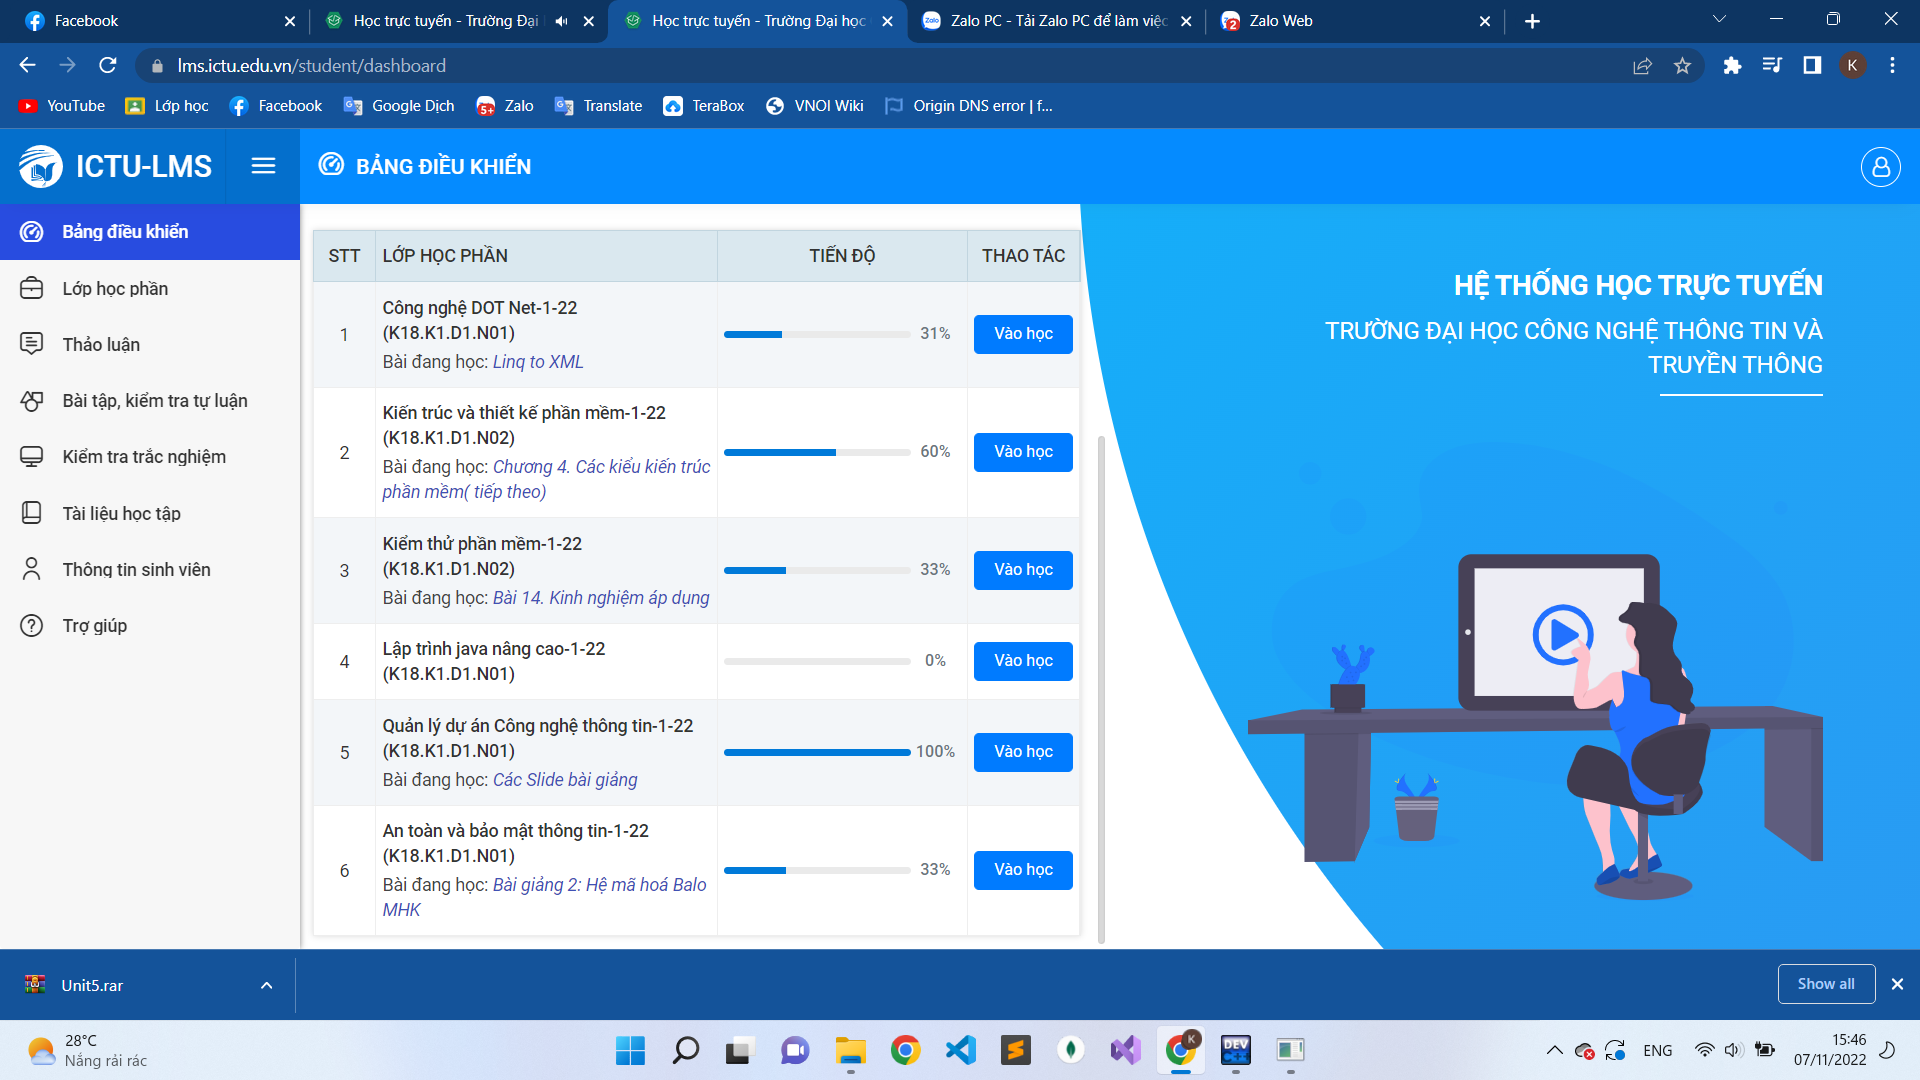 Facebook
Học trực tuyến - Trường Đại
Học trực tuyến - Trường Đại học
Zalo PC - Tải Zalo PC để làm việc
2
Zalo Web
lms.ictu.edu.vn/student/dashboard
K
YouTube
Lớp học
Facebook
Google Dịch
5+
Zalo
Translate
TeraBox
VNOI Wiki
Origin DNS error | f...
ICTU-LMS
BẢNG ĐIỀU KHIỂN
Bảng điều khiển
Lớp học phần
Thảo luận
Bài tập, kiểm tra tự luận
Kiểm tra trắc nghiệm
Tài liệu học tập
Thông tin sinh viên
Trợ giúp
STT LỚP HỌC PHẦN TIẾN ĐỘ THAO TÁC
Công nghệ DOT Net-1-22
1 (K18.K1.D1.N01) 31% Vào học
Bài đang học: Linq to XML
Kiến trúc và thiết kế phần mềm-1-22
(K18.K1.D1.N02)
2 60% Vào học
Bài đang học: Chương 4. Các kiểu kiến trúc
phần mềm( tiếp theo)
Kiểm thử phần mềm-1-22
3 (K18.K1.D1.N02) 33% Vào học
Bài đang học: Bài 14. Kinh nghiệm áp dụng
Lập trình java nâng cao-1-22
4 0% Vào học
(K18.K1.D1.N01)
Quản lý dự án Công nghệ thông tin-1-22
5 (K18.K1.D1.N01) 100% Vào học
Bài đang học: Các Slide bài giảng
An toàn và bảo mật thông tin-1-22
(K18.K1.D1.N01)
6 33% Vào học
Bài đang học: Bài giảng 2: Hệ mã hoá Balo
MHK
HỆ THỐNG HỌC TRỰC TUYẾN
TRƯỜNG ĐẠI HỌC CÔNG NGHỆ THÔNG TIN VÀ
TRUYỀN THÔNG
Unit5.rar
Show all
28°C
Nắng rải rác
K
DEV
C++
ENG
15:46
07/11/2022